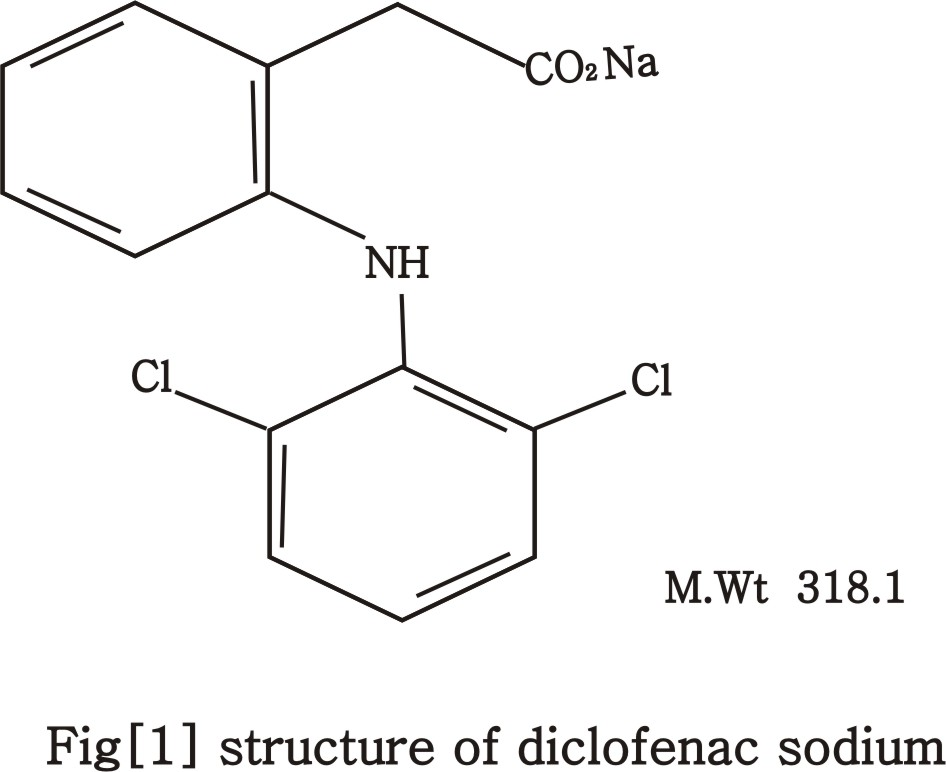 CO₂Na
NH
Cl
Cl
M.Wt 318.1
Fig[1] structure of diclofenac sodium